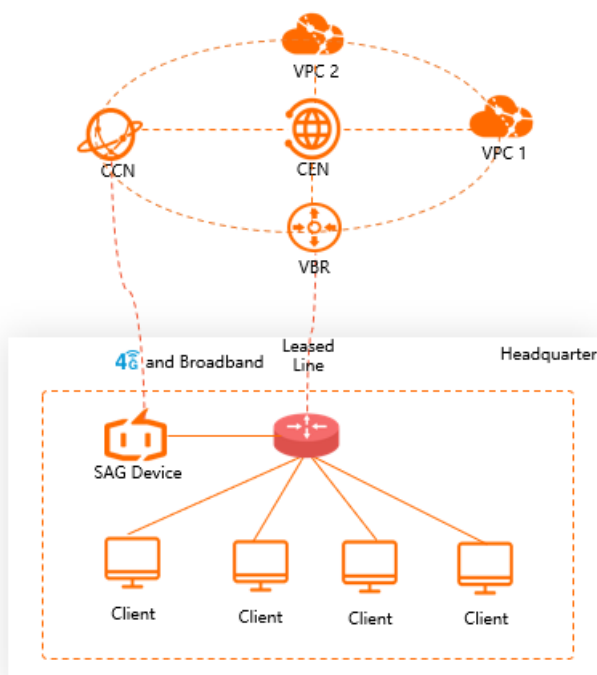 VPC 2
VPC 1
CCN
CEN
VBR
4G and Broadband
Leased
Line
Headquarter
SAG Device
Client
Client
Client
Client